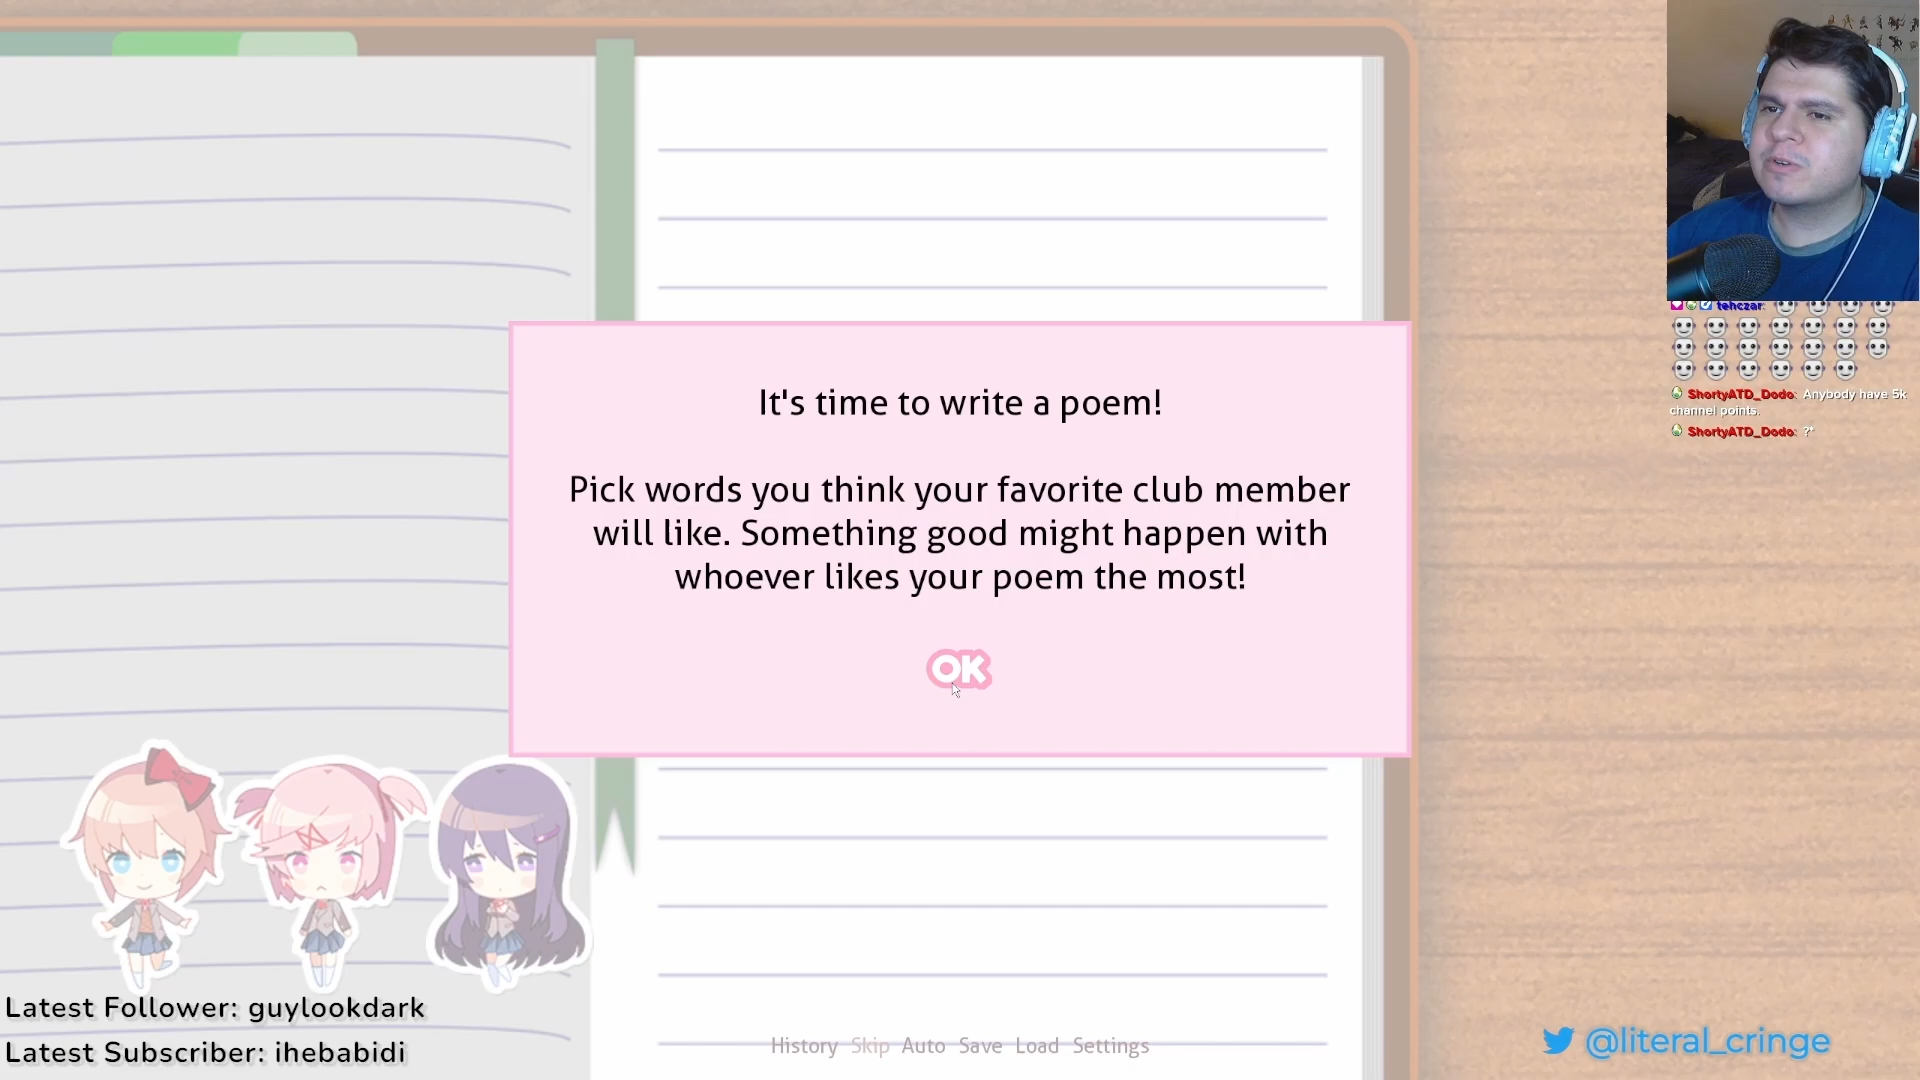 tehczar:
ShortyATD_Dodo: Anybody have 5k
channel points.
ShortyATD_Dodo: ?*
It's time to write a poem!
Pick words you think your favorite club member
will like. Something good might happen with
whoever likes your poem the most!
OK
Latest Follower: guylookdark
Latest Subscriber: ihebabidi
History Skip Auto Save Load Settings
@literal_cringe